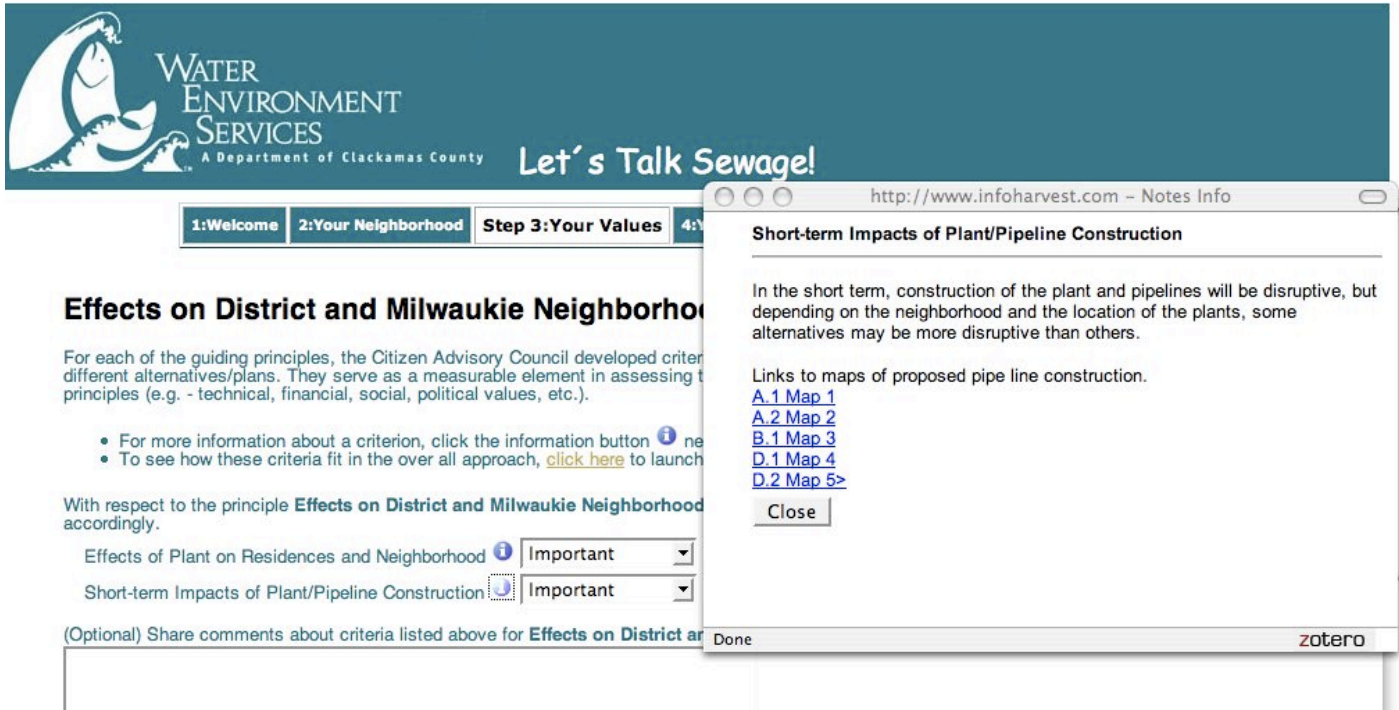 WATER
ENVIRONMENT
SERVICES
A Department of Clackamas County
TM
Let´s Talk Sewage!
1:Welcome
2:Your Neighborhood
Step 3:Your Values
Effects on District and Milwaukie
For each of the guiding principles, the Citizen Advisory Council developed
different alternatives/plans. They serve as a measurable element in assessing
principles (e.g. - technical, financial, social, political values, etc.).
• For more information about a criterion, click the information button
• To see how these criteria fit in the over all approach, click here to launch
With respect to the principle Effects on District and Milwaukie Neighborhood
accordingly.
Effects of Plant on Residences and Neighborhood i Important
Short-term Impacts of Plant/Pipeline Construction Important
(Optional) Share comments about criteria listed above for Effects on District
http://www.infoharvest.com – Notes Info
Short-term Impacts of Plant/Pipeline Construction
In the short term, construction of the plant and pipelines will be disruptive, but
depending on the neighborhood and the location of the plants, some
alternatives may be more disruptive than others.
Links to maps of proposed pipe line construction.
A.1 Map 1
A.2 Map 2
B.1 Map 3
D.1 Map 4
D.2 Map 5>
Close
Done
zotero